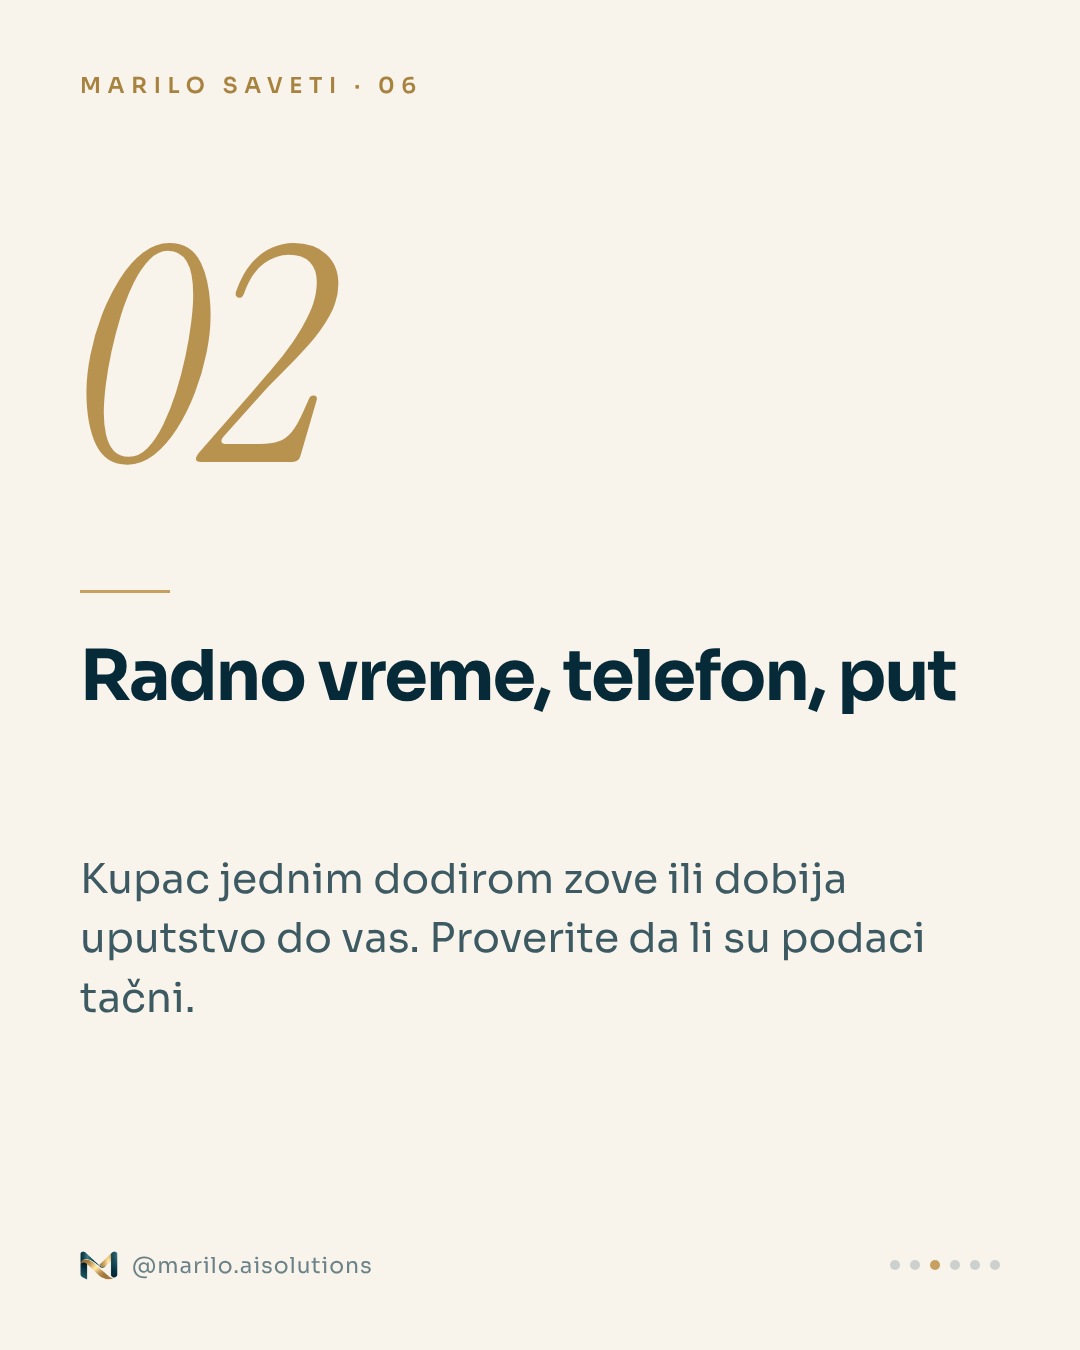 MARILO SAVETI · 06
02
Radno vreme, telefon, put
Kupac jednim dodirom zove ili dobija
uputstvo do vas. Proverite da li su podaci
tačni.
@marilo.aisolutions